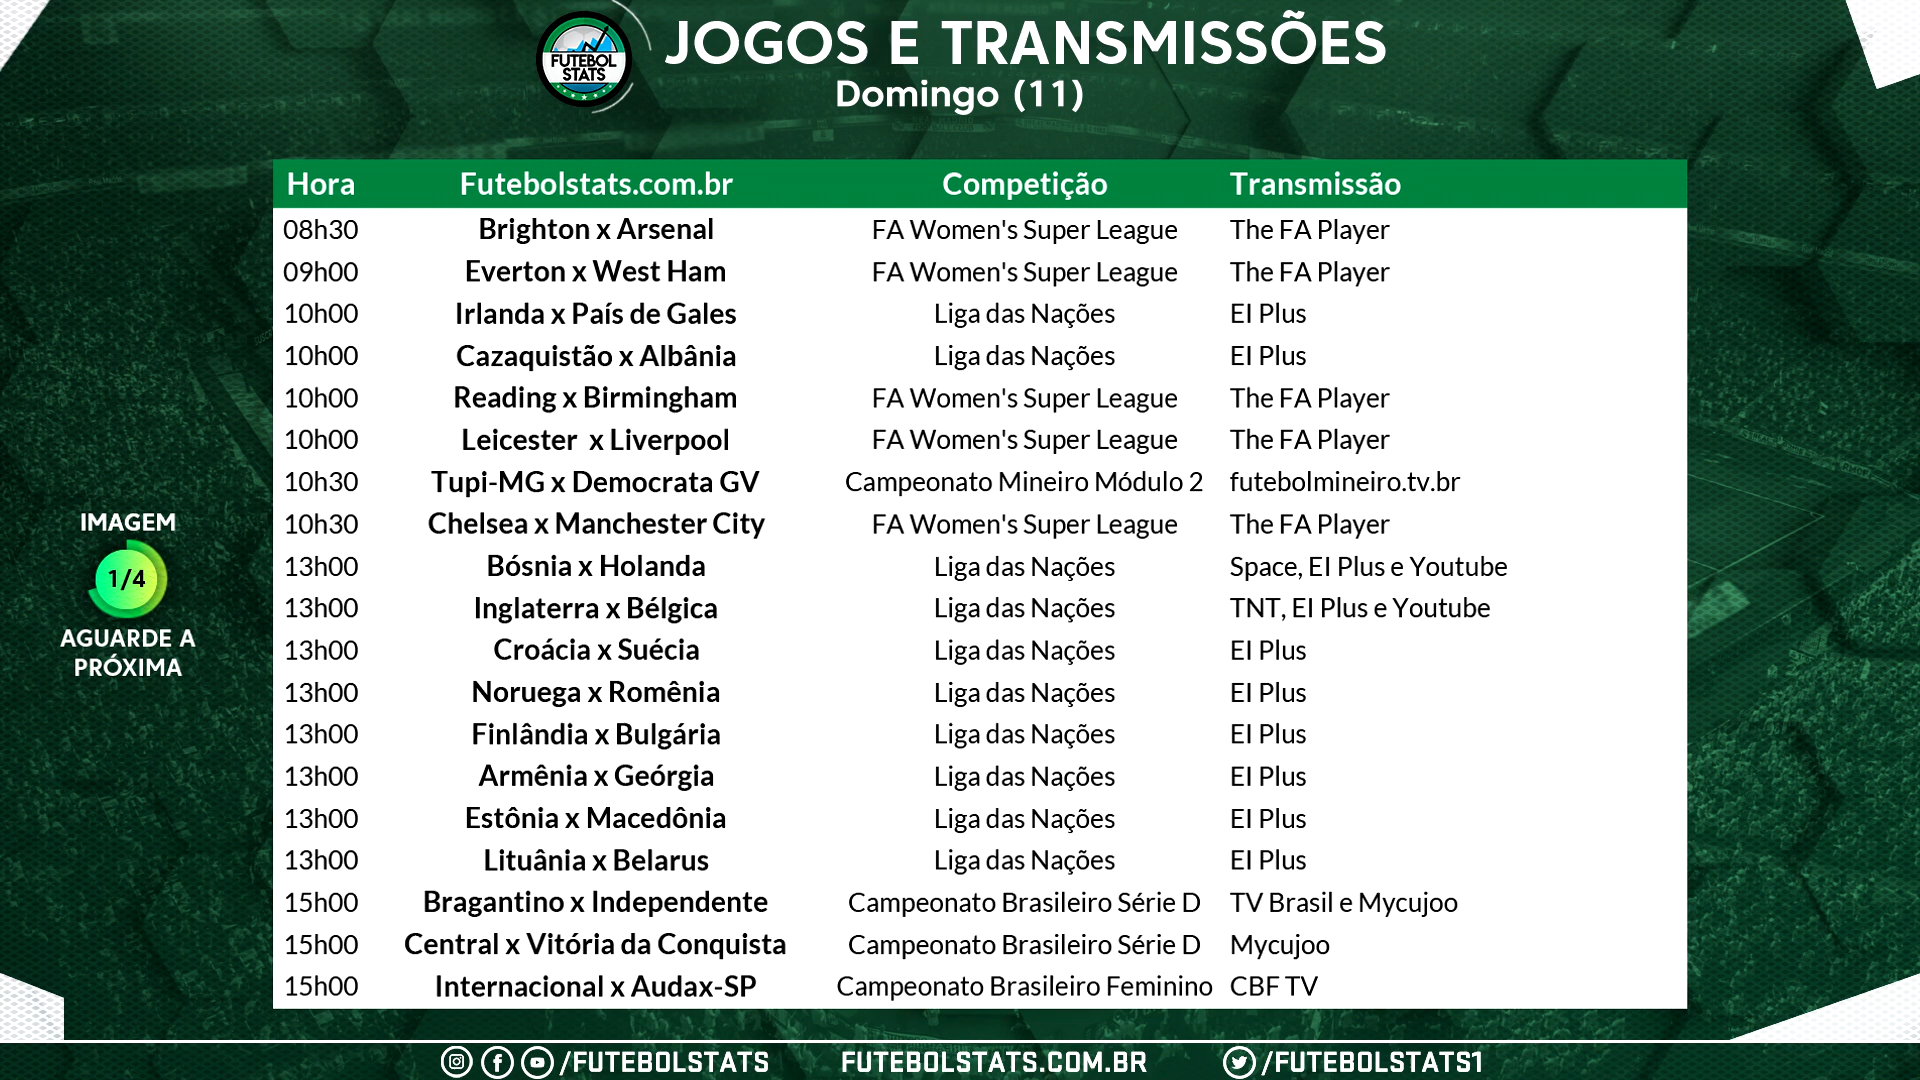 FUTEBOL
STATS
JOGOS E TRANSMISSÕES
Domingo (11)
Hora Futebolstats.com.br Competição Transmissão
08h30 Brighton x Arsenal FA Women's Super League The FA Player
09h00 Everton x West Ham FA Women's Super League The FA Player
10h00 Irlanda x País de Gales Liga das Nações EI Plus
10h00 Cazaquistão x Albânia Liga das Nações EI Plus
10h00 Reading x Birmingham FA Women's Super League The FA Player
10h00 Leicester x Liverpool FA Women's Super League The FA Player
10h30 Tupi-MG x Democrata GV Campeonato Mineiro Módulo 2 futebolmineiro.tv.br
10h30 Chelsea x Manchester City FA Women's Super League The FA Player
13h00 Bósnia x Holanda Liga das Nações Space, EI Plus e Youtube
13h00 Inglaterra x Bélgica Liga das Nações TNT, EI Plus e Youtube
13h00 Croácia x Suécia Liga das Nações EI Plus
13h00 Noruega x Romênia Liga das Nações EI Plus
13h00 Finlândia x Bulgária Liga das Nações EI Plus
13h00 Armênia x Geórgia Liga das Nações EI Plus
13h00 Estônia x Macedônia Liga das Nações EI Plus
13h00 Lituânia x Belarus Liga das Nações EI Plus
15h00 Bragantino x Independente Campeonato Brasileiro Série D TV Brasil e Mycujoo
15h00 Central x Vitória da Conquista Campeonato Brasileiro Série D Mycujoo
15h00 Internacional x Audax-SP Campeonato Brasileiro Feminino CBF TV
IMAGEM
1/4
AGUARDE A
PRÓXIMA
/FUTEBOLSTATS FUTEBOLSTATS.COM.BR /FUTEBOLSTATS1